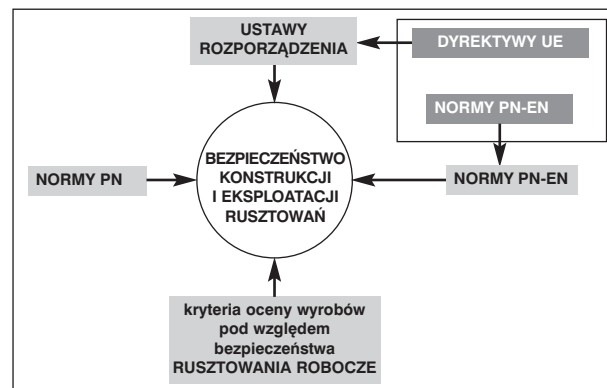 USTAWY
ROZPORZĄDZENIA
DYREKTYWY UE
NORMY PN-EN
BEZPIECZEŃSTWO
KONSTRUKCJI
I EKSPLOATACJI
RUSZTOWAŃ
NORMY PN
NORMY PN-EN
kryteria oceny wyrobów
pod względem
bezpieczeństwa
RUSZTOWANIA ROBOCZE